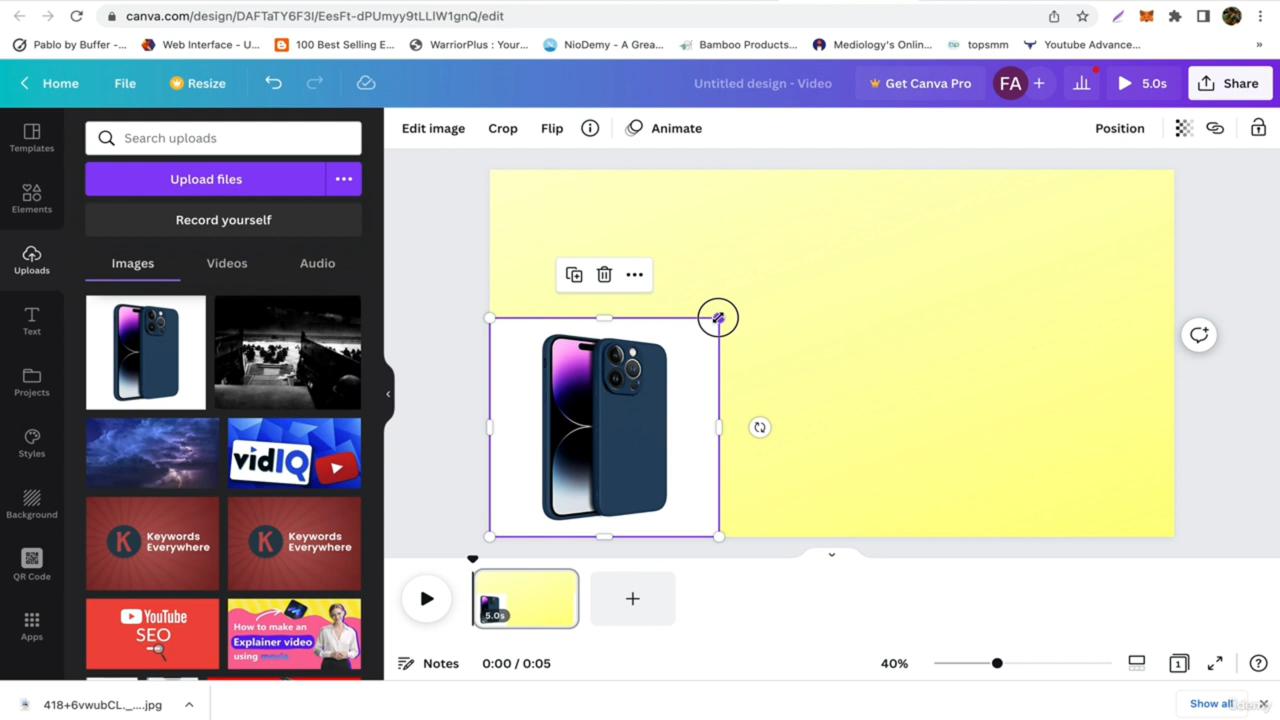 canva.com/design/DAFTaTY6F3I/EesFt-dPUmyy9tLLIW1gnQ/edit
Pablo by Buffer -...
Web Interface - U...
100 Best Selling E...
WarriorPlus : Your...
NioDemy - A Grea...
Bamboo Products...
Mediology's Onlin...
topsmm
Youtube Advance...
»
Home
File
Resize
Untitled design - Video
Get Canva Pro
FA
+
5.0s
Share
Templates
Elements
Uploads
Text
Projects
Styles
Background
QR Code
Apps
Search uploads
Upload files
Record yourself
Images
Videos
Audio
vidIQ
K
Keywords
Everywhere
K
Keywords
Everywhere
YouTube
SEO
How to make an
Explainer video
using
Edit image
Crop
Flip
Animate
Position
5.0s
Notes
0:00 / 0:05
40%
1
418+6vwubCL._....jpg
Show all
Udemy